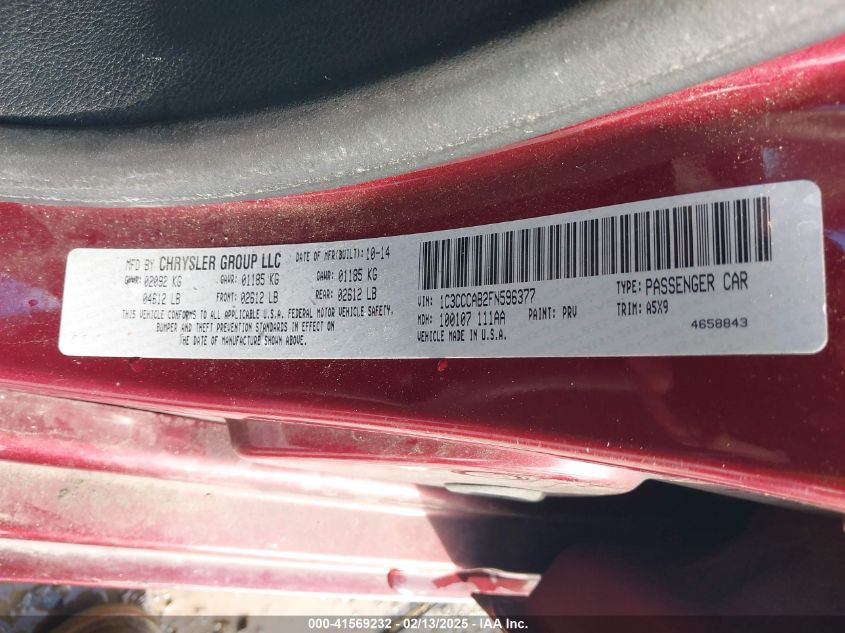 MFD BY CHRYSLER GROUP LLC DATE OF MFR(BUILT): 10-14
GVWR: 02092 KG GAWR: 01185 KG GAWR: 01185 KG
04612 LB FRONT: 02612 LB REAR: 02612 LB
THIS VEHICLE CONFORMS TO ALL APPLICABLE U.S.A. FEDERAL MOTOR VEHICLE SAFETY,
BUMPER AND THEFT PREVENTION STANDARDS IN EFFECT ON
THE DATE OF MANUFACTURE SHOWN ABOVE.
VIN: 1C3CCCAB2FN596377 TYPE: PASSENGER CAR
MDH: 100107 111AA PAINT: PRV TRIM: A5X9
VEHICLE MADE IN U.S.A. 4658843
000-41569232 - 02/13/2025 - IAA Inc.